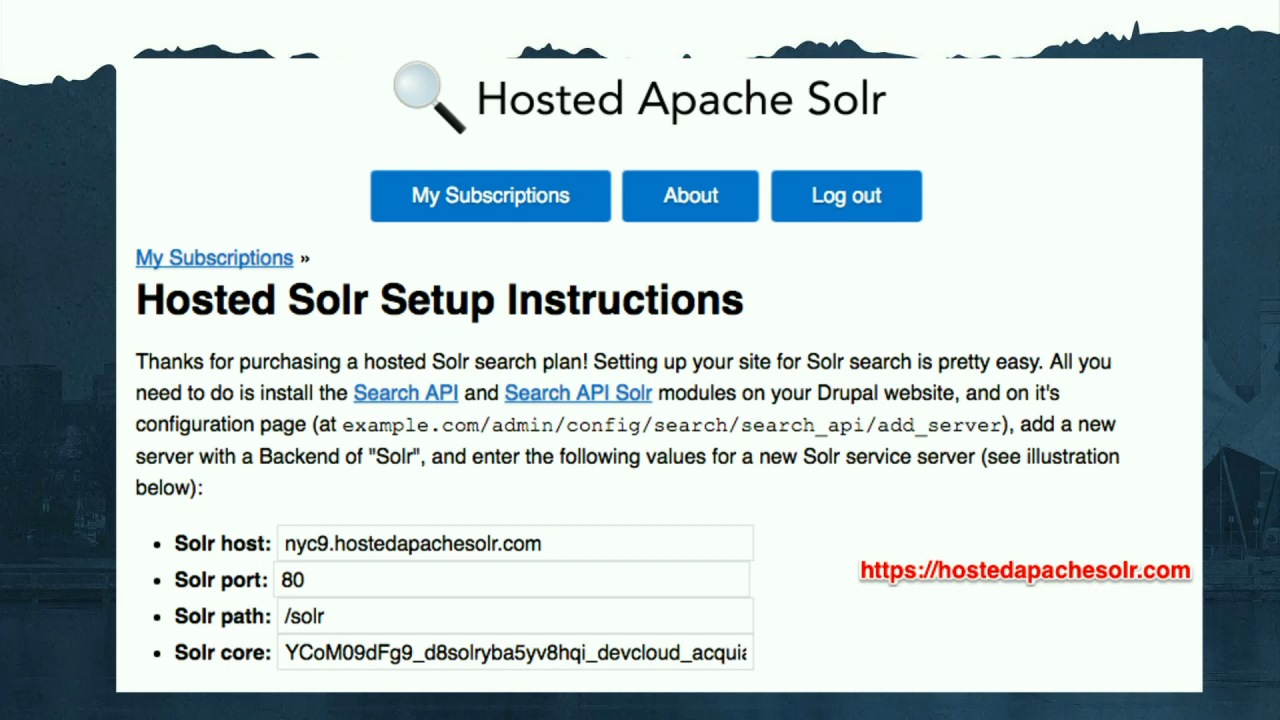 Hosted Apache Solr
My Subscriptions About Log out
My Subscriptions »
Hosted Solr Setup Instructions
Thanks for purchasing a hosted Solr search plan! Setting up your site for Solr search is pretty easy. All you
need to do is install the Search API and Search API Solr modules on your Drupal website, and on it's
configuration page (at example.com/admin/config/search/search_api/add_server), add a new
server with a Backend of "Solr", and enter the following values for a new Solr service server (see illustration
below):
• Solr host: nyc9.hostedapachesolr.com
• Solr port: 80
https://hostedapachesolr.com
• Solr path: /solr
• Solr core: YCoM09dFg9_d8solryba5yv8hqi_devcloud_acquia